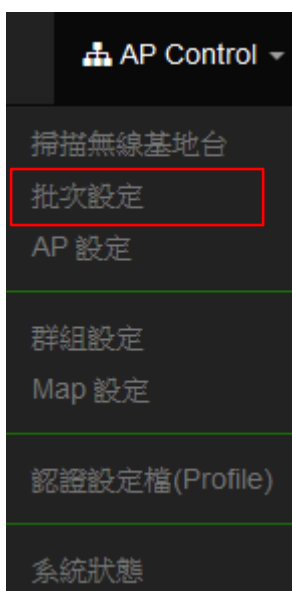 AP Control
掃描無線基地台
批次設定
AP 設定
群組設定
Map 設定
認證設定檔(Profile)
系統狀態